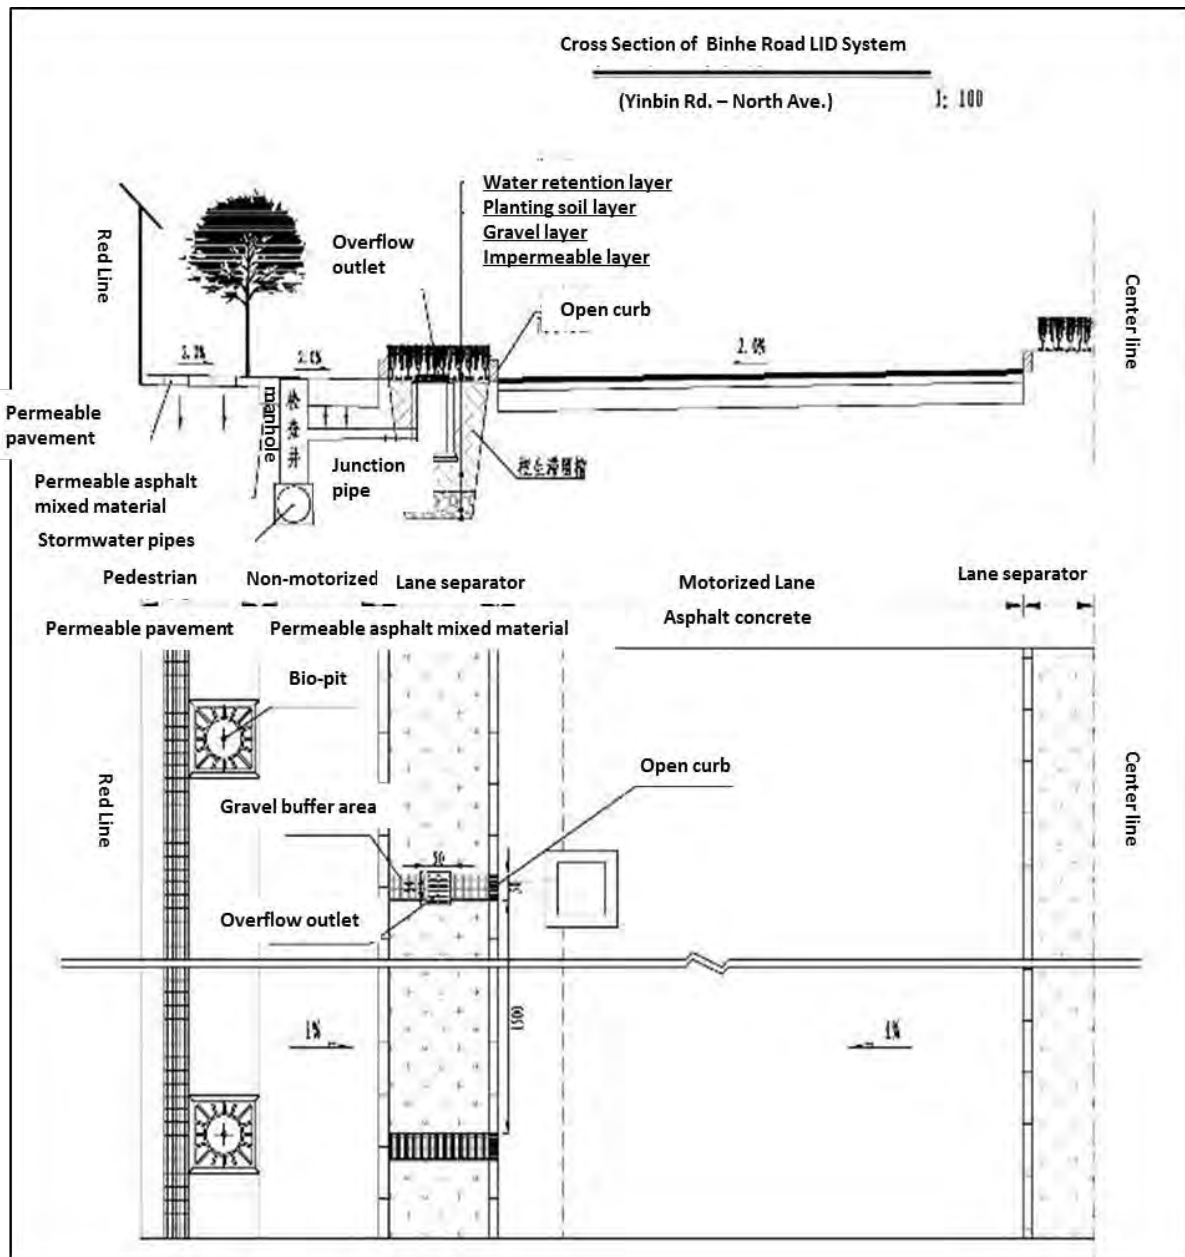 Cross Section of Binhe Road LID System
(Yinbin Rd. – North Ave.)
1: 100
Water retention layer
Planting soil layer
Gravel layer
Impermeable layer
Overflow
outlet
Red Line
Open curb
Center line
2.0%
Permeable
pavement
manhole
检查井
Junction
pipe
Permeable asphalt
mixed material
Stormwater pipes
Pedestrian
Non-motorized
Lane separator
Motorized Lane
Lane separator
Permeable pavement
Permeable asphalt mixed material
Asphalt concrete
Bio-pit
Red Line
Open curb
Center line
Gravel buffer area
50
Overflow outlet
1500
1%
1%